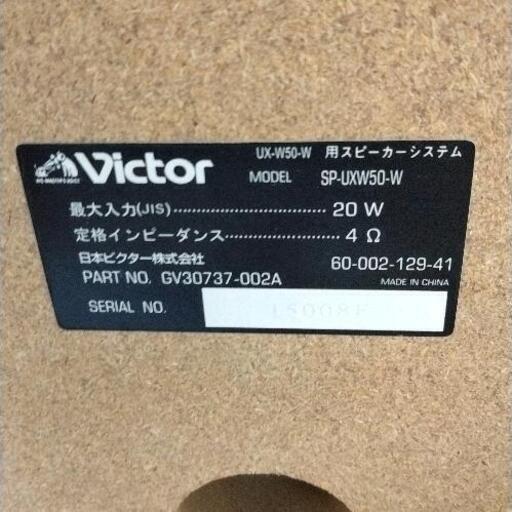 Victor
UX-W50-W 用スピーカーシステム
MODEL SP-UXW50-W
最大入力(JIS) 20 W
定格インピーダンス 4 Ω
日本ビクター株式会社 60-002-129-41
PART NO. GV30737-002A MADE IN CHINA
SERIAL NO.